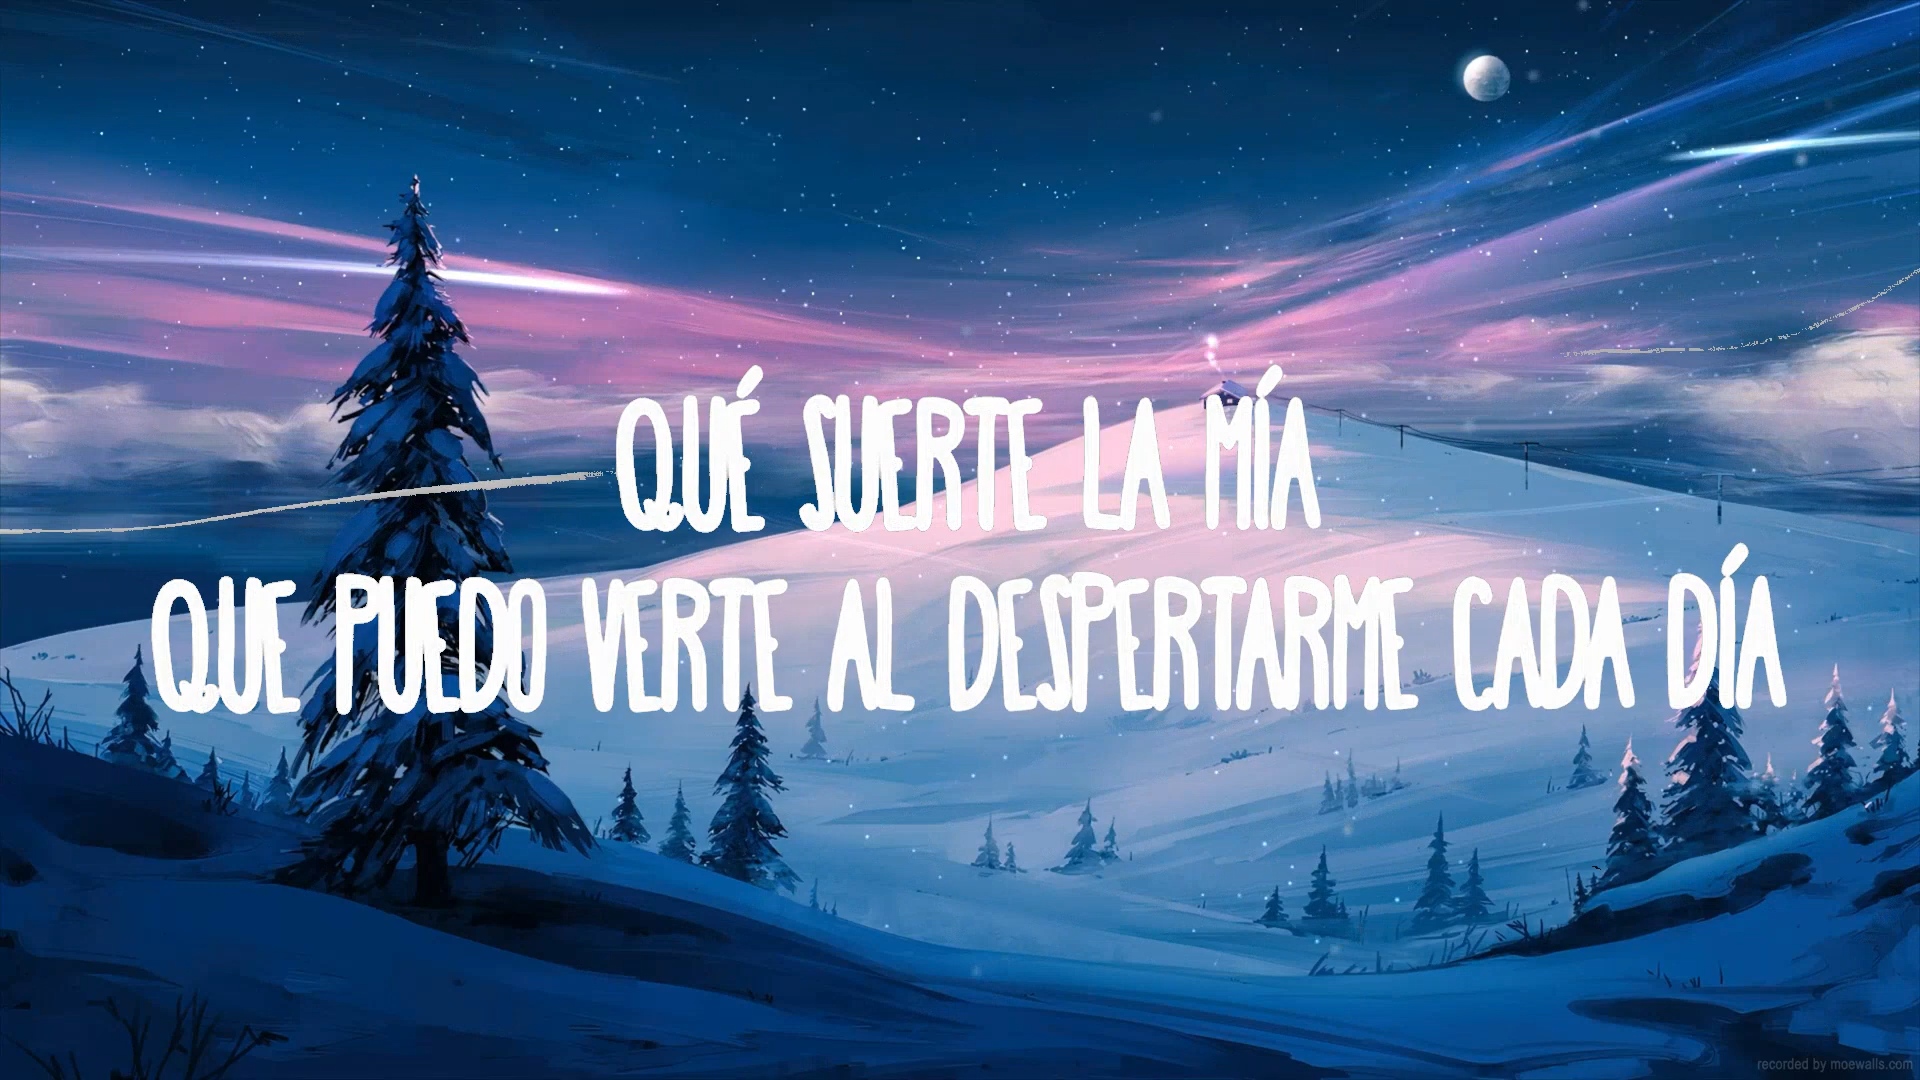 QUÉ SUERTE LA MÍA
QUE PUEDO VERTE AL DESPERTARME CADA DÍA
recorded by moewalls.com